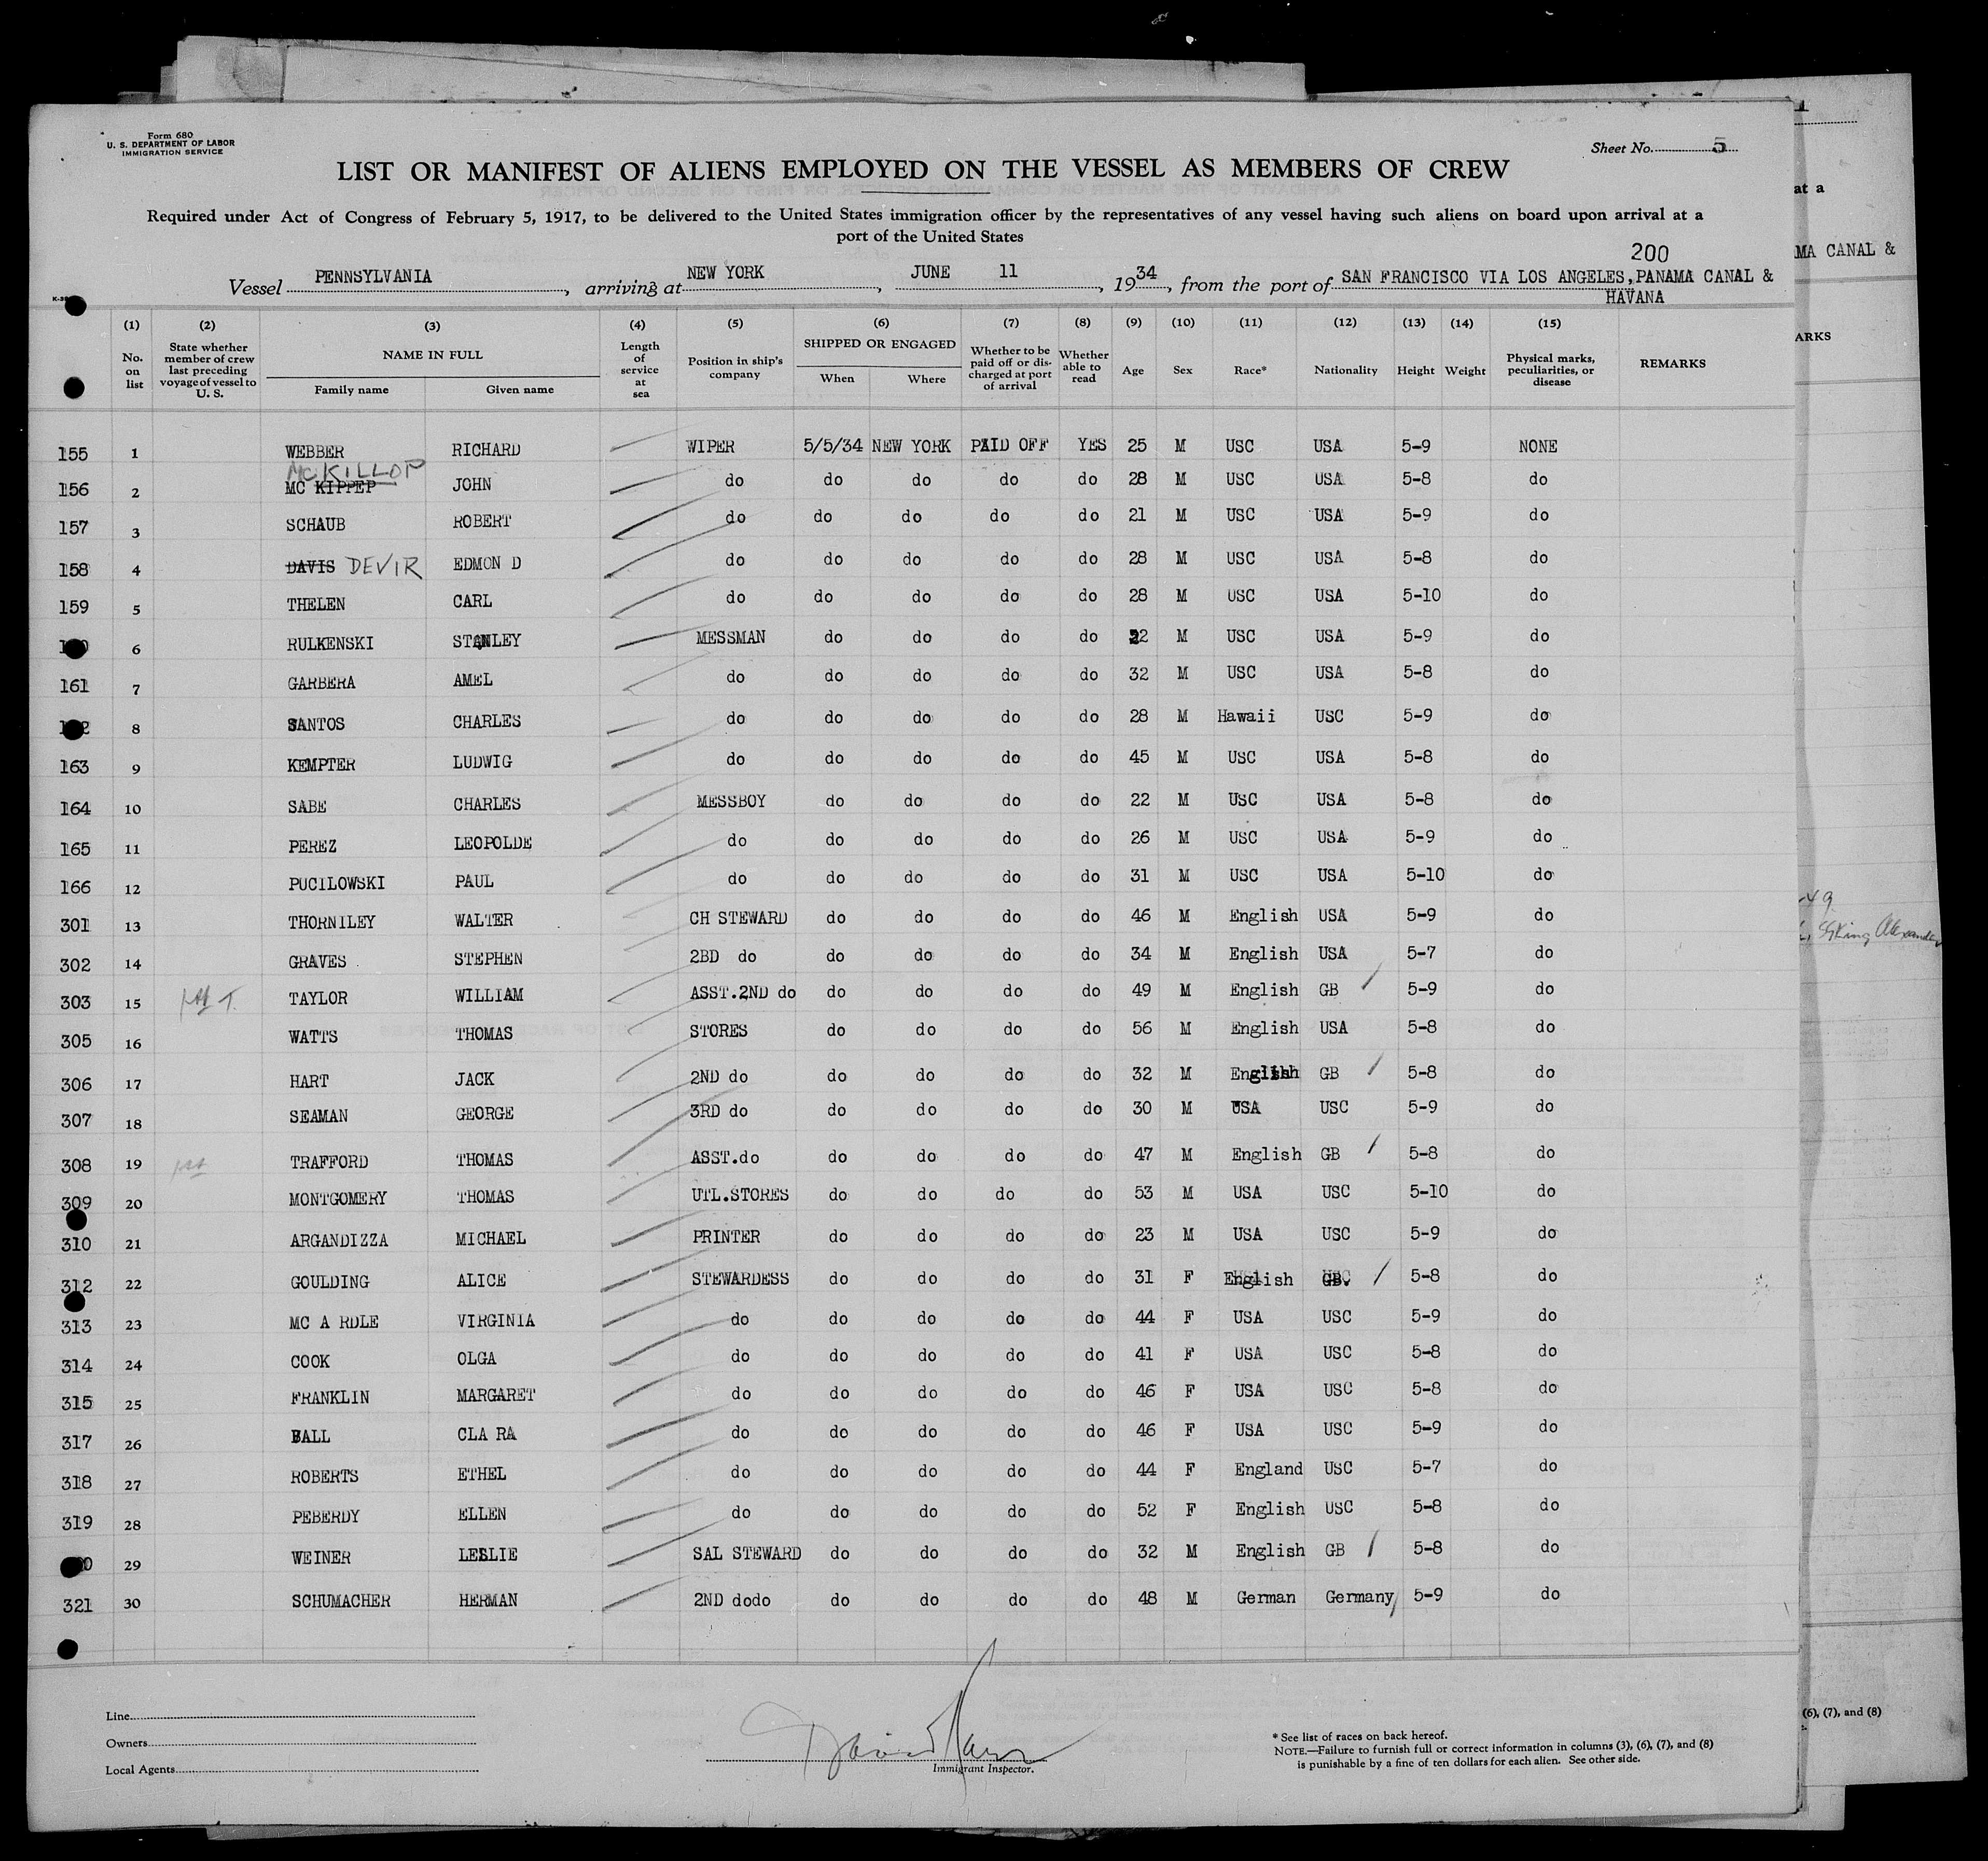 Form 680
U. S. DEPARTMENT OF LABOR
IMMIGRATION SERVICE
Sheet No. 5
LIST OR MANIFEST OF ALIENS EMPLOYED ON THE VESSEL AS MEMBERS OF CREW
Required under Act of Congress of February 5, 1917, to be delivered to the United States immigration officer by the representatives of any vessel having such aliens on board upon arrival at a
port of the United States
200
Vessel PENNSYLVANIA, arriving at NEW YORK, JUNE 11, 1934, from the port of SAN FRANCISCO VIA LOS ANGELES,PANAMA CANAL &
HAVANA
(1) (2) (3) (4) (5) (6) (7) (8) (9) (10) (11) (12) (13) (14) (15)
No. on list State whether member of crew last preceding voyage of vessel to U. S. NAME IN FULL Family name Given name Length of service at sea Position in ship's company SHIPPED OR ENGAGED When Where Whether to be paid off or discharged at port of arrival Whether able to read Age Sex Race* Nationality Height Weight Physical marks, peculiarities, or disease REMARKS
155 1 WEBBER RICHARD WIPER 5/5/34 NEW YORK PAID OFF YES 25 M USC USA 5-9 NONE
MCKILLOP
156 2 MC KIPPEP JOHN do do do do do 28 M USC USA 5-8 do
157 3 SCHAUB ROBERT do do do do do 21 M USC USA 5-9 do
158 4 DAVIS DEVIR EDMON D do do do do do 28 M USC USA 5-8 do
159 5 THELEN CARL do do do do do 28 M USC USA 5-10 do
6 RULKENSKI STANLEY MESSMAN do do do do 22 M USC USA 5-9 do
161 7 GARBERA AMEL do do do do do 32 M USC USA 5-8 do
8 SANTOS CHARLES do do do do do 28 M Hawaii USC 5-9 do
163 9 KEMPTER LUDWIG do do do do do 45 M USC USA 5-8 do
164 10 SABE CHARLES MESSBOY do do do do 22 M USC USA 5-8 do
165 11 PEREZ LEOPOLDE do do do do do 26 M USC USA 5-9 do
166 12 PUCILOWSKI PAUL do do do do do 31 M USC USA 5-10 do
301 13 THORNILEY WALTER CH STEWARD do do do do 46 M English USA 5-9 do
302 14 GRAVES STEPHEN 2BD do do do do do 34 M English USA 5-7 do
303 15 TAYLOR WILLIAM ASST.2ND do do do do do 49 M English GB 5-9 do
305 16 WATTS THOMAS STORES do do do do 56 M English USA 5-8 do
306 17 HART JACK 2ND do do do do do 32 M English GB 5-8 do
307 18 SEAMAN GEORGE 3RD do do do do do 30 M USA USC 5-9 do
308 19 TRAFFORD THOMAS ASST.do do do do do 47 M English GB 5-8 do
309 20 MONTGOMERY THOMAS UTL.STORES do do do do 53 M USA USC 5-10 do
310 21 ARGANDIZZA MICHAEL PRINTER do do do do 23 M USA USC 5-9 do
312 22 GOULDING ALICE STEWARDESS do do do do 31 F English GB. 5-8 do
313 23 MC A RDLE VIRGINIA do do do do do 44 F USA USC 5-9 do
314 24 COOK OLGA do do do do do 41 F USA USC 5-8 do
315 25 FRANKLIN MARGARET do do do do do 46 F USA USC 5-8 do
317 26 BALL CLA RA do do do do do 46 F USA USC 5-9 do
318 27 ROBERTS ETHEL do do do do do 44 F England USC 5-7 do
319 28 PEBERDY ELLEN do do do do do 52 F English USC 5-8 do
29 WEINER LESLIE SAL STEWARD do do do do 32 M English GB 5-8 do
321 30 SCHUMACHER HERMAN 2ND dodo do do do do 48 M German Germany 5-9 do
Line
Owners
Local Agents
Immigrant Inspector.
* See list of races on back hereof.
NOTE.—Failure to furnish full or correct information in columns (3), (6), (7), and (8)
is punishable by a fine of ten dollars for each alien. See other side.
at a
MA CANAL &
ARKS
King Alexander
(6), (7), and (8)